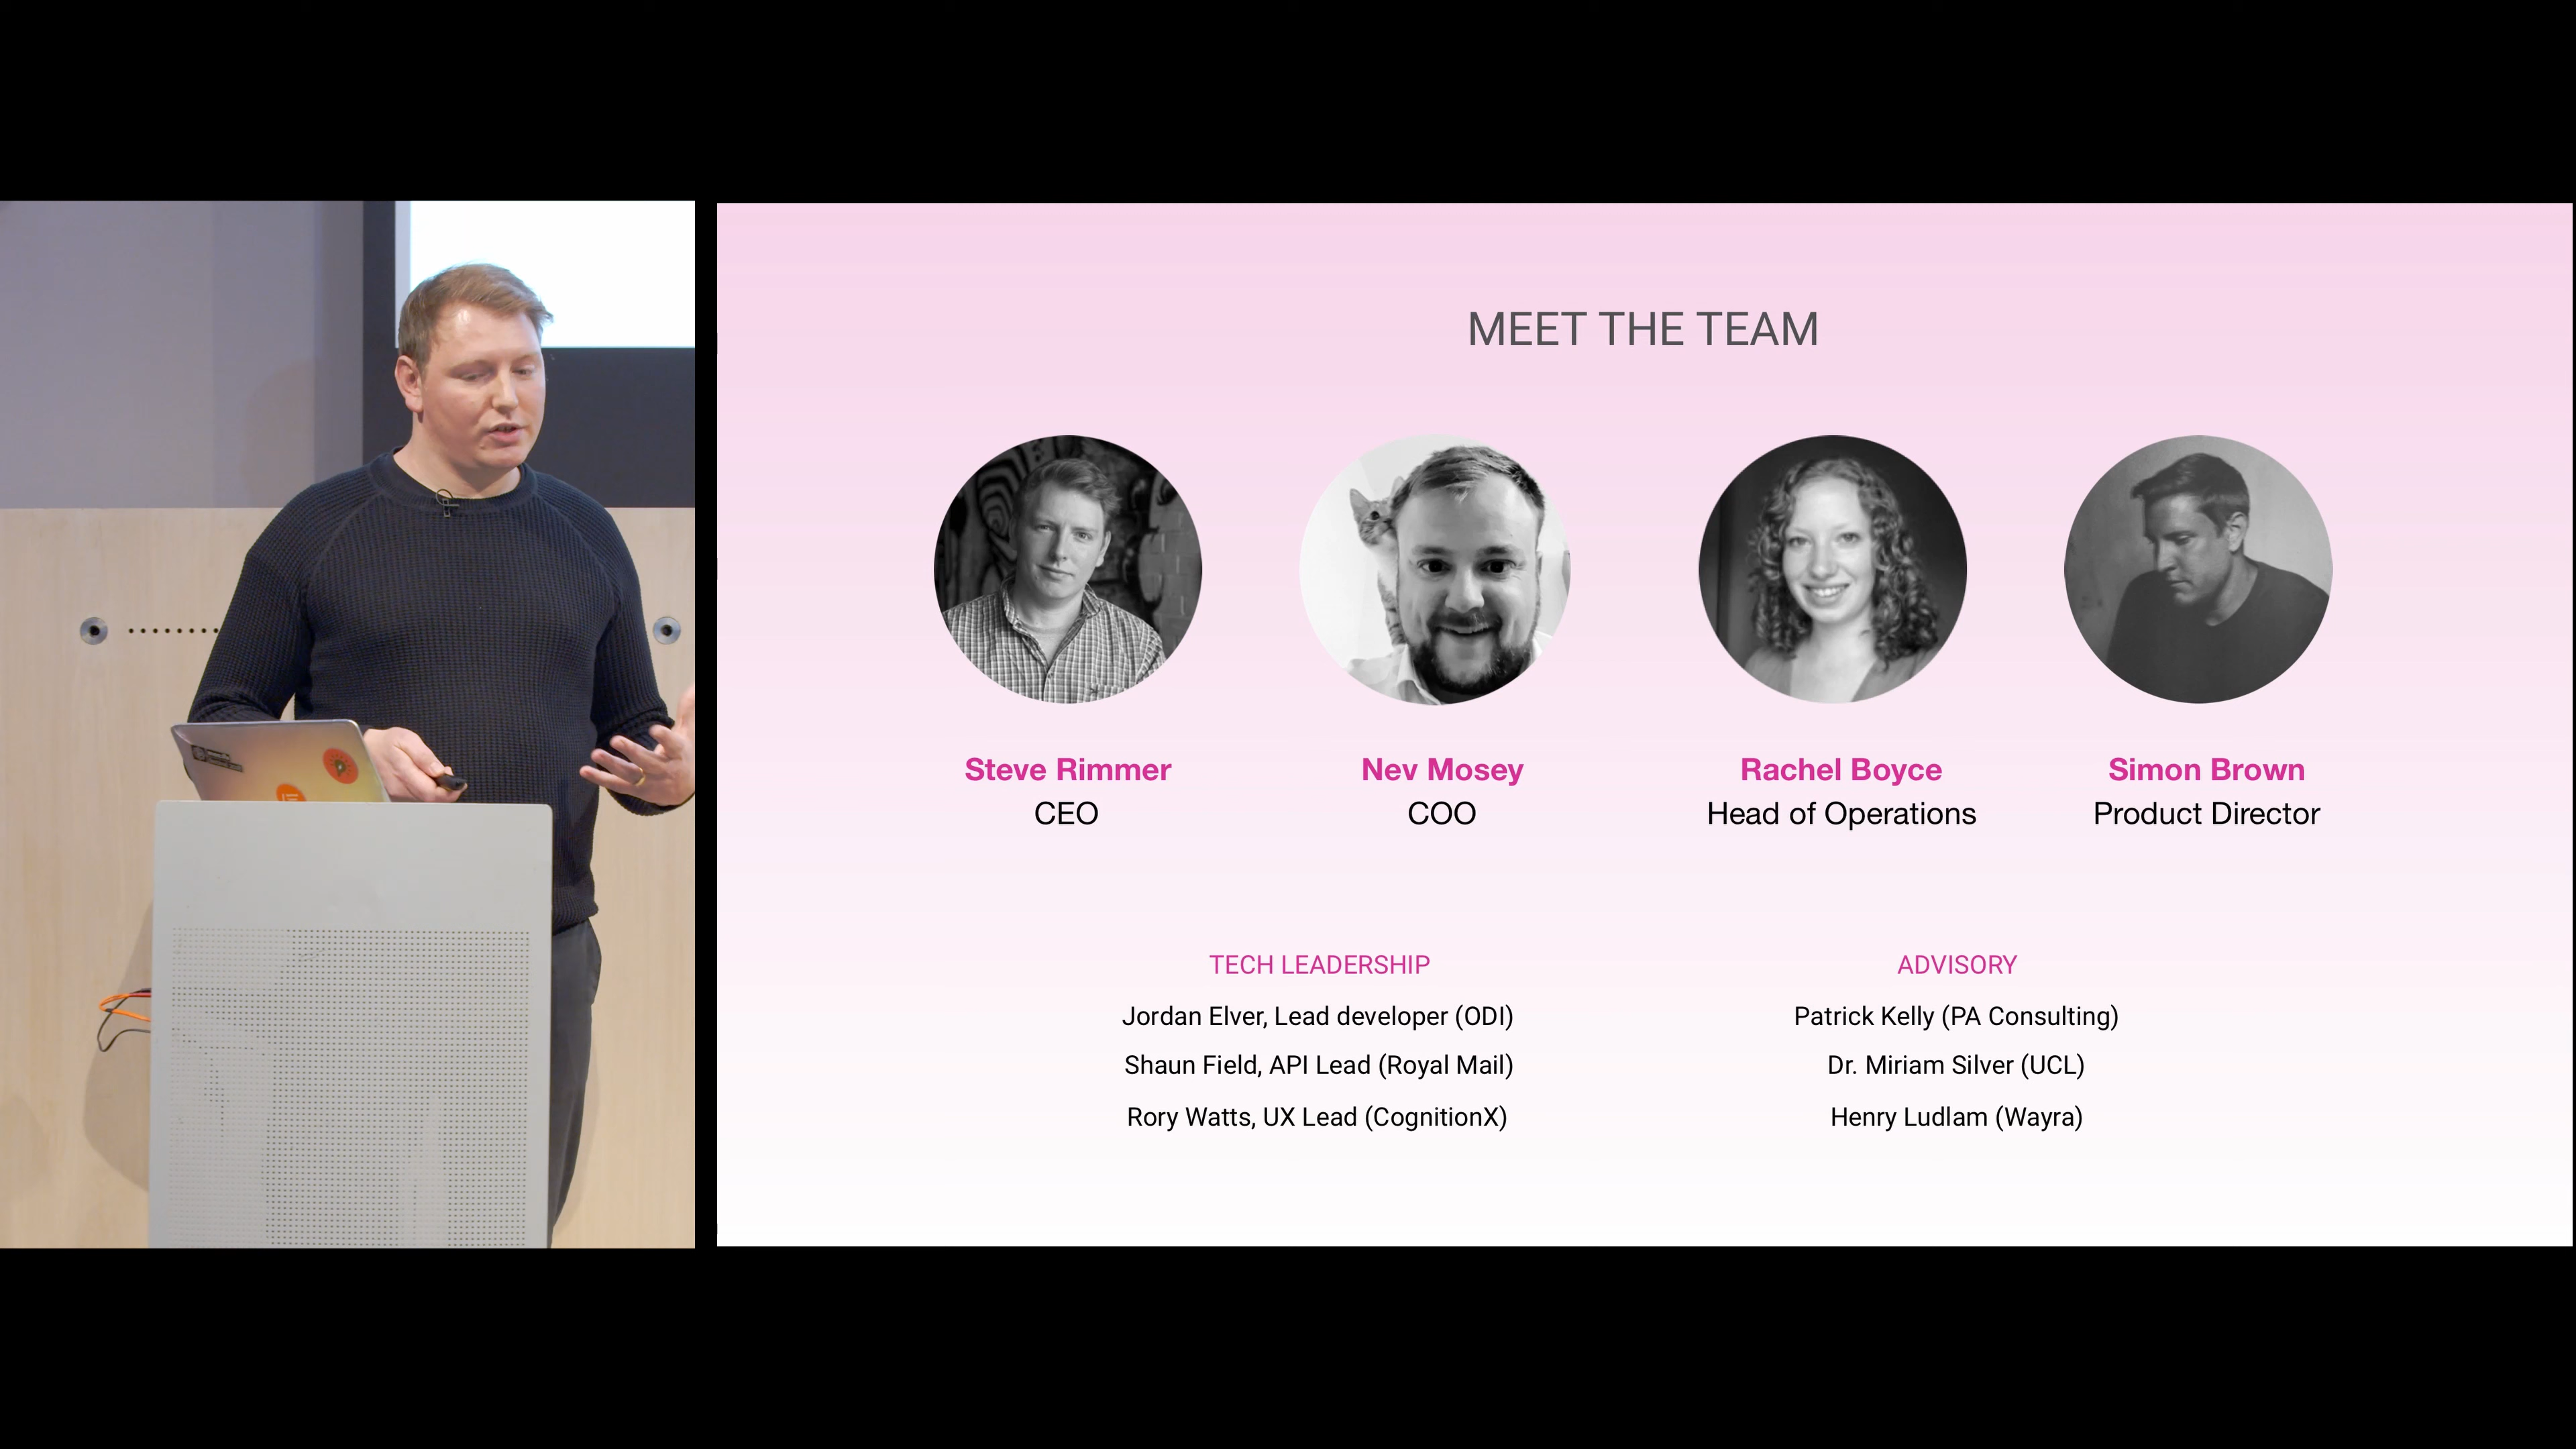 MEET THE TEAM
Steve Rimmer
CEO
Nev Mosey
COO
Rachel Boyce
Head of Operations
Simon Brown
Product Director
TECH LEADERSHIP
Jordan Elver, Lead developer (ODI)
Shaun Field, API Lead (Royal Mail)
Rory Watts, UX Lead (CognitionX)
ADVISORY
Patrick Kelly (PA Consulting)
Dr. Miriam Silver (UCL)
Henry Ludlam (Wayra)